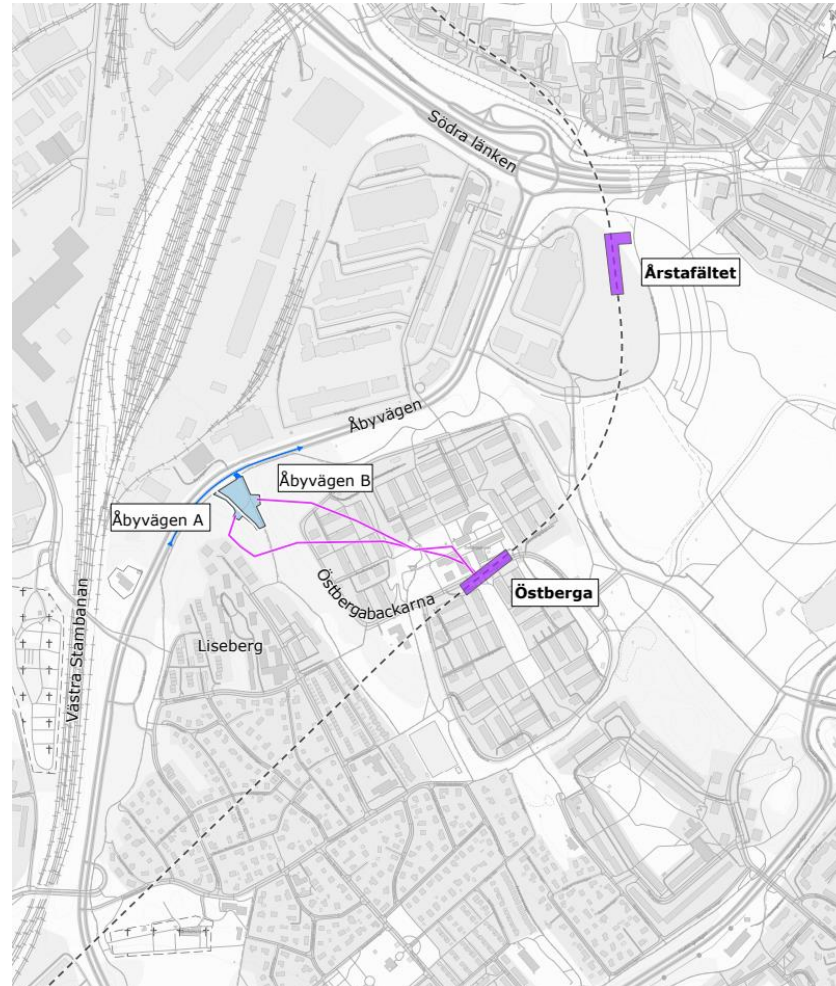 Södra länken
Årstafältet
Åbyvägen
Åbyvägen B
Åbyvägen A
Östberga
Östbergabackarna
Liseberg
Västra Stambanan